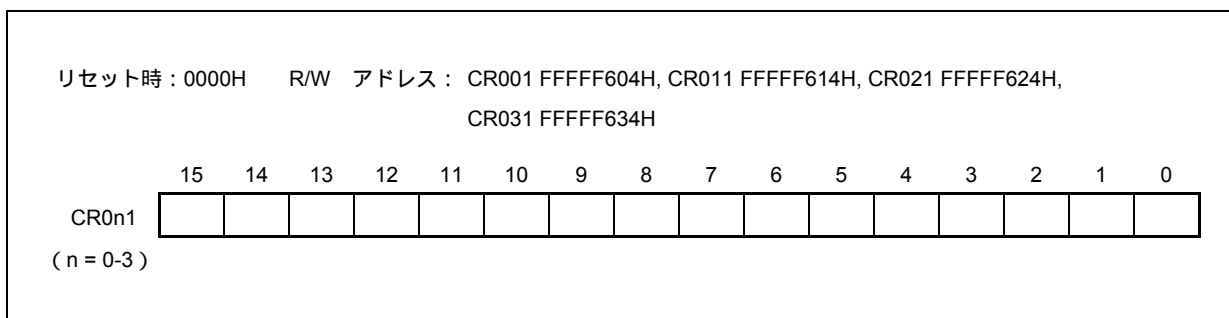 リセット時：0000H　R/W　アドレス： CR001 FFFFF604H, CR011 FFFFF614H, CR021 FFFFF624H,
CR031 FFFFF634H
15 14 13 12 11 10 9 8 7 6 5 4 3 2 1 0
CR0n1
（n = 0-3）